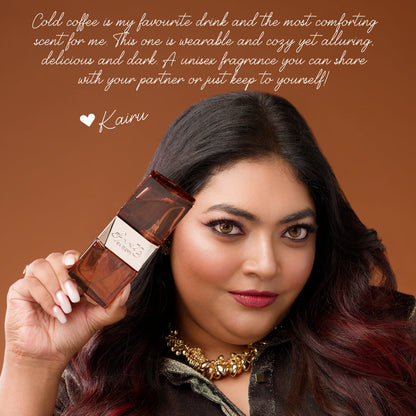 Cold coffee is my favourite drink and the most comforting
scent for me. This one is wearable and cozy yet alluring,
delicious and dark. A unisex fragrance you can share
with your partner or just keep to yourself!
Kairu